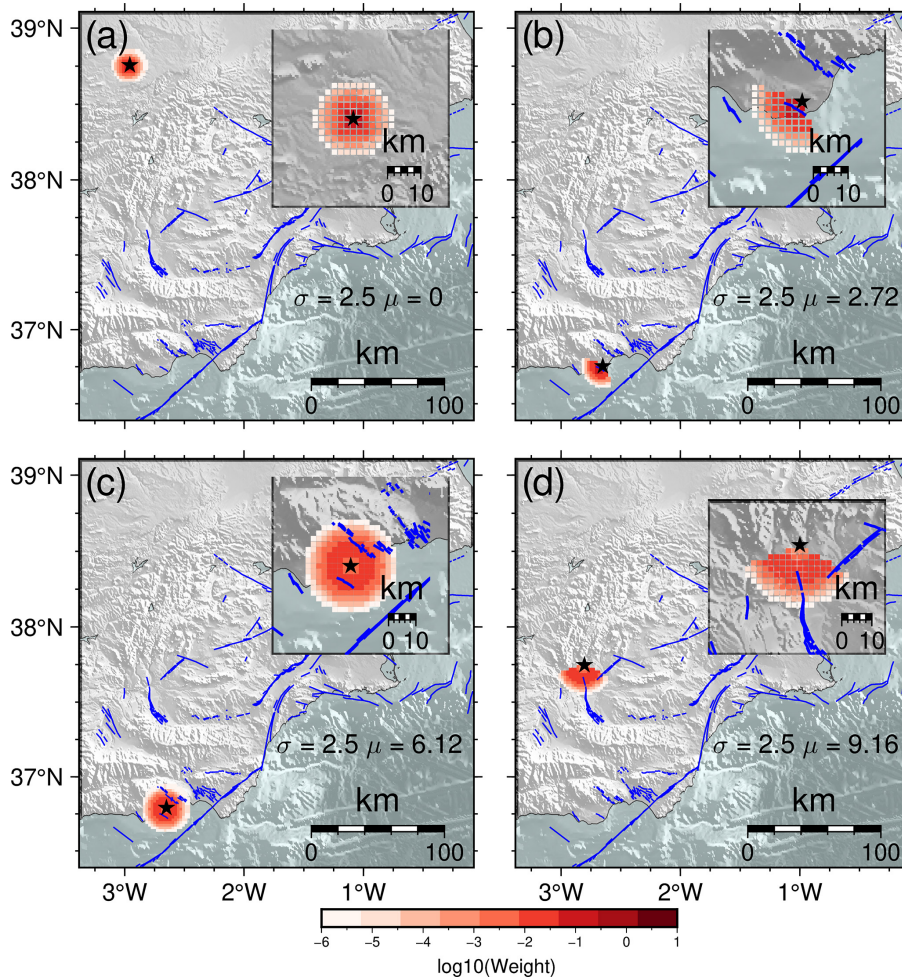 39°N
(a)
km
0 10
38°N
σ = 2.5 μ = 0
37°N
km
0 100
(b)
km
0 10
σ = 2.5 μ = 2.72
km
0 100
39°N
(c)
km
0 10
38°N
σ = 2.5 μ = 6.12
37°N
km
0 100
3°W 2°W 1°W
(d)
km
0 10
σ = 2.5 μ = 9.16
km
0 100
3°W 2°W 1°W
−6 −5 −4 −3 −2 −1 0 1
log10(Weight)